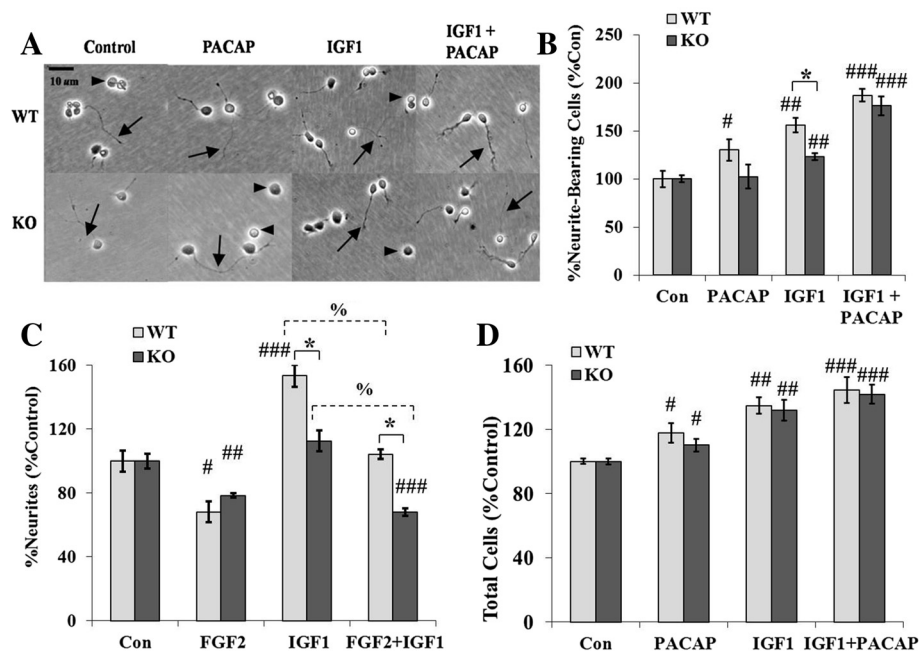 A
Control
PACAP
IGF1
IGF1 +
PACAP
10 µm
WT
KO
B
%Neurite-Bearing Cells (%Con)
WT
KO
250
200
150
100
50
0
#
##
*
##
###
###
Con
PACAP
IGF1
IGF1 +
PACAP
C
%Neurites (%Control)
WT
KO
160
120
80
40
0
%
###
*
%
#
##
*
###
Con
FGF2
IGF1
FGF2+IGF1
D
Total Cells (%Control)
WT
KO
160
120
80
40
0
#
#
##
##
###
###
Con
PACAP
IGF1
IGF1+PACAP